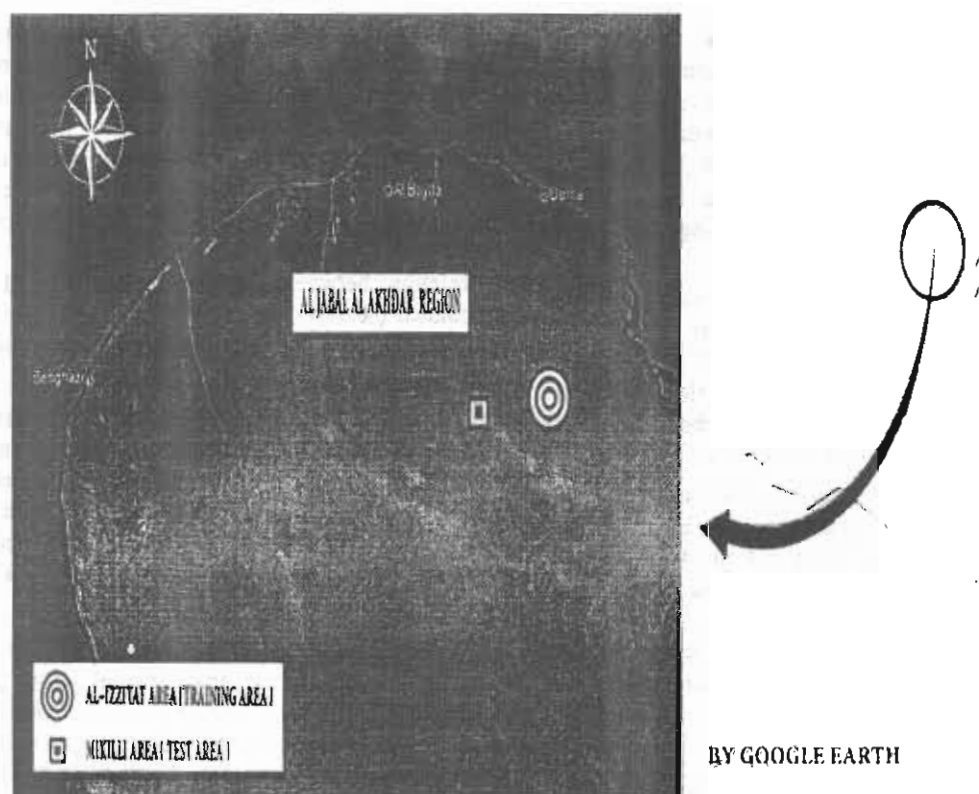 N
Al Bayda
Derna
AL JABAL AL AKHDAR REGION
Benghazi
AL-IZZIYAT AREA [TRAINING AREA]
MIKILLI AREA [ TEST AREA ]
BY GOOGLE EARTH